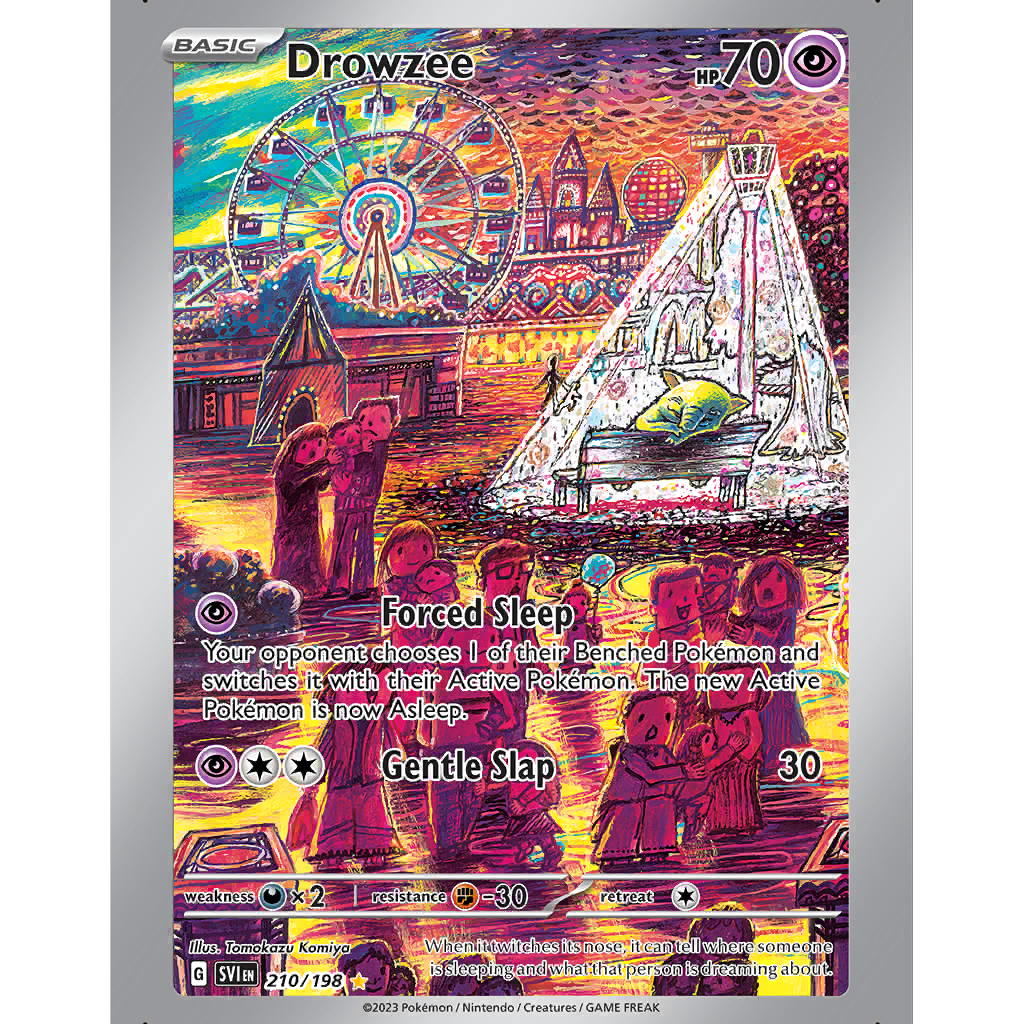 BASIC Drowzee HP 70
Forced Sleep
Your opponent chooses 1 of their Benched Pokémon and
switches it with their Active Pokémon. The new Active
Pokémon is now Asleep.
Gentle Slap 30
weakness ×2 resistance -30 retreat
Illus. Tomokazu Komiya
When it twitches its nose, it can tell where someone
is sleeping and what that person is dreaming about.
G SVI EN 210/198
©2023 Pokémon / Nintendo / Creatures / GAME FREAK